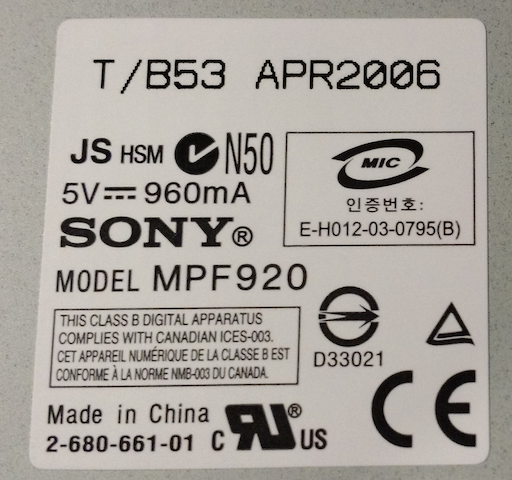 T/B53 APR2006
JS HSM N50
5V⎓960mA
SONY®
MIC
인증번호:
E-H012-03-0795(B)
MODEL MPF920
THIS CLASS B DIGITAL APPARATUS
COMPLIES WITH CANADIAN ICES-003.
CET APPAREIL NUMÉRIQUE DE LA CLASSE B EST
CONFORME À LA NORME NMB-003 DU CANADA.
D33021
Made in China
2-680-661-01
C RU® US
CE